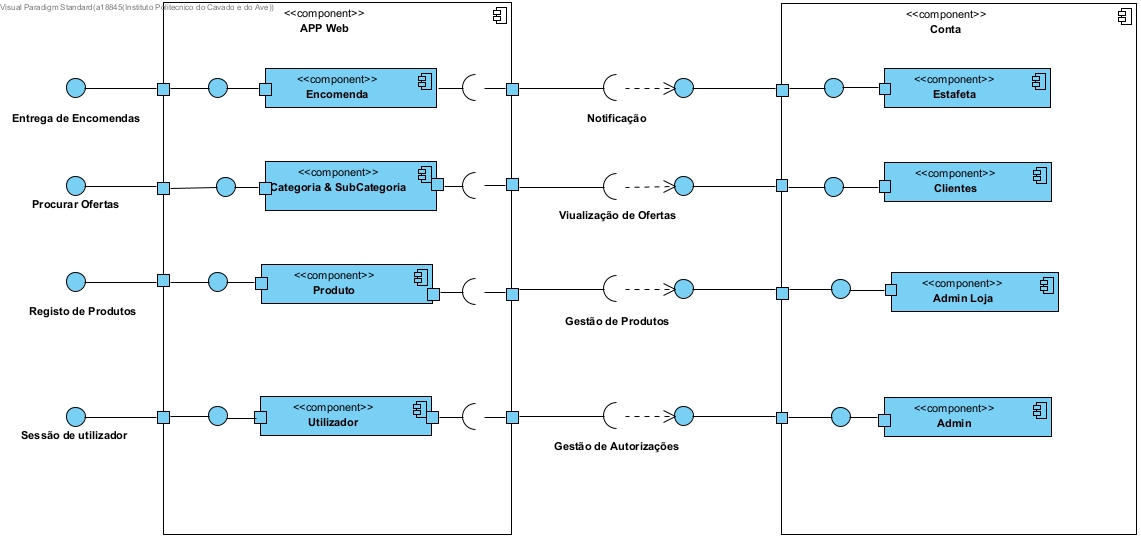 Visual Paradigm Standard(a18845(Instituto Politecnico do Cavado e do Ave))
<<component>>
APP Web
<<component>>
Conta
<<component>>
Encomenda
<<component>>
Estafeta
Entrega de Encomendas
Notificação
<<component>>
Categoria & SubCategoria
<<component>>
Clientes
Procurar Ofertas
Viualização de Ofertas
<<component>>
Produto
<<component>>
Admin Loja
Registo de Produtos
Gestão de Produtos
<<component>>
Utilizador
<<component>>
Admin
Sessão de utilizador
Gestão de Autorizações